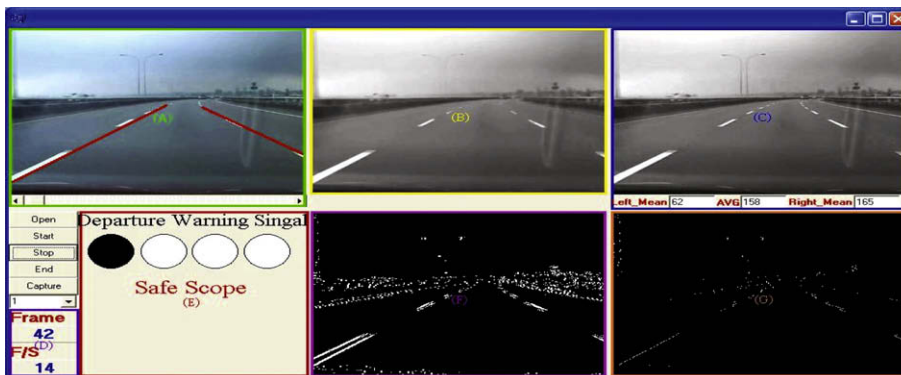 (A)
(B)
(C)
Left_Mean 62 AVG 158 Right_Mean 165
Open
Start
Stop
End
Capture
1
Frame
42
(D)
F/S
14
Departure Warning Singal
Safe Scope
(E)
(F)
(G)